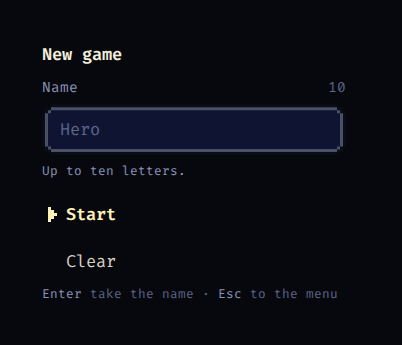 New game
Name 10
Hero
Up to ten letters.
Start
Clear
Enter take the name · Esc to the menu